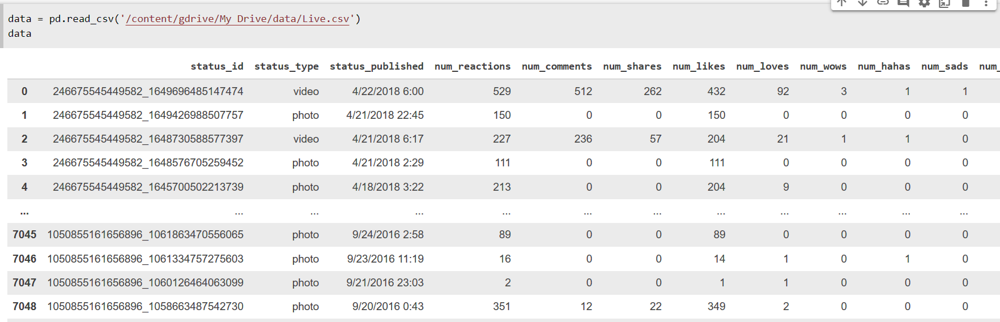 data = pd.read_csv('/content/gdrive/My Drive/data/Live.csv')
data
status_id status_type status_published num_reactions num_comments num_shares num_likes num_loves num_wows num_hahas num_sads num_
0 246675545449582_1649696485147474 video 4/22/2018 6:00 529 512 262 432 92 3 1 1
1 246675545449582_1649426988507757 photo 4/21/2018 22:45 150 0 0 150 0 0 0 0
2 246675545449582_1648730588577397 video 4/21/2018 6:17 227 236 57 204 21 1 1 0
3 246675545449582_1648576705259452 photo 4/21/2018 2:29 111 0 0 111 0 0 0 0
4 246675545449582_1645700502213739 photo 4/18/2018 3:22 213 0 0 204 9 0 0 0
... ... ... ... ... ... ... ... ... ... ... ...
7045 1050855161656896_1061863470556065 photo 9/24/2016 2:58 89 0 0 89 0 0 0 0
7046 1050855161656896_1061334757275603 photo 9/23/2016 11:19 16 0 0 14 1 0 1 0
7047 1050855161656896_1060126464063099 photo 9/21/2016 23:03 2 0 0 1 1 0 0 0
7048 1050855161656896_1058663487542730 photo 9/20/2016 0:43 351 12 22 349 2 0 0 0